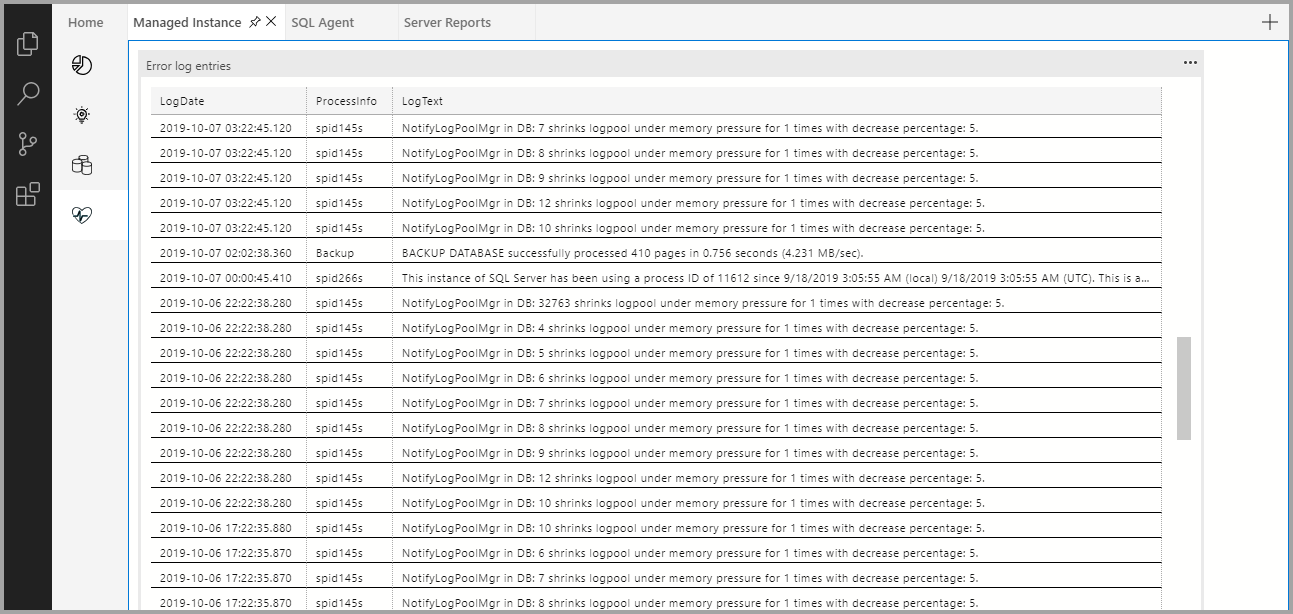 Home
Managed Instance
SQL Agent
Server Reports
Error log entries
LogDate ProcessInfo LogText
2019-10-07 03:22:45.120 spid145s NotifyLogPoolMgr in DB: 7 shrinks logpool under memory pressure for 1 times with decrease percentage: 5.
2019-10-07 03:22:45.120 spid145s NotifyLogPoolMgr in DB: 8 shrinks logpool under memory pressure for 1 times with decrease percentage: 5.
2019-10-07 03:22:45.120 spid145s NotifyLogPoolMgr in DB: 9 shrinks logpool under memory pressure for 1 times with decrease percentage: 5.
2019-10-07 03:22:45.120 spid145s NotifyLogPoolMgr in DB: 12 shrinks logpool under memory pressure for 1 times with decrease percentage: 5.
2019-10-07 03:22:45.120 spid145s NotifyLogPoolMgr in DB: 10 shrinks logpool under memory pressure for 1 times with decrease percentage: 5.
2019-10-07 02:02:38.360 Backup BACKUP DATABASE successfully processed 410 pages in 0.756 seconds (4.231 MB/sec).
2019-10-07 00:00:45.410 spid266s This instance of SQL Server has been using a process ID of 11612 since 9/18/2019 3:05:55 AM (local) 9/18/2019 3:05:55 AM (UTC). This is a...
2019-10-06 22:22:38.280 spid145s NotifyLogPoolMgr in DB: 32763 shrinks logpool under memory pressure for 1 times with decrease percentage: 5.
2019-10-06 22:22:38.280 spid145s NotifyLogPoolMgr in DB: 4 shrinks logpool under memory pressure for 1 times with decrease percentage: 5.
2019-10-06 22:22:38.280 spid145s NotifyLogPoolMgr in DB: 5 shrinks logpool under memory pressure for 1 times with decrease percentage: 5.
2019-10-06 22:22:38.280 spid145s NotifyLogPoolMgr in DB: 6 shrinks logpool under memory pressure for 1 times with decrease percentage: 5.
2019-10-06 22:22:38.280 spid145s NotifyLogPoolMgr in DB: 7 shrinks logpool under memory pressure for 1 times with decrease percentage: 5.
2019-10-06 22:22:38.280 spid145s NotifyLogPoolMgr in DB: 8 shrinks logpool under memory pressure for 1 times with decrease percentage: 5.
2019-10-06 22:22:38.280 spid145s NotifyLogPoolMgr in DB: 9 shrinks logpool under memory pressure for 1 times with decrease percentage: 5.
2019-10-06 22:22:38.280 spid145s NotifyLogPoolMgr in DB: 12 shrinks logpool under memory pressure for 1 times with decrease percentage: 5.
2019-10-06 22:22:38.280 spid145s NotifyLogPoolMgr in DB: 10 shrinks logpool under memory pressure for 1 times with decrease percentage: 5.
2019-10-06 17:22:35.880 spid145s NotifyLogPoolMgr in DB: 10 shrinks logpool under memory pressure for 1 times with decrease percentage: 5.
2019-10-06 17:22:35.870 spid145s NotifyLogPoolMgr in DB: 6 shrinks logpool under memory pressure for 1 times with decrease percentage: 5.
2019-10-06 17:22:35.870 spid145s NotifyLogPoolMgr in DB: 7 shrinks logpool under memory pressure for 1 times with decrease percentage: 5.
2019-10-06 17:22:35.870 spid145s NotifyLogPoolMgr in DB: 8 shrinks logpool under memory pressure for 1 times with decrease percentage: 5.